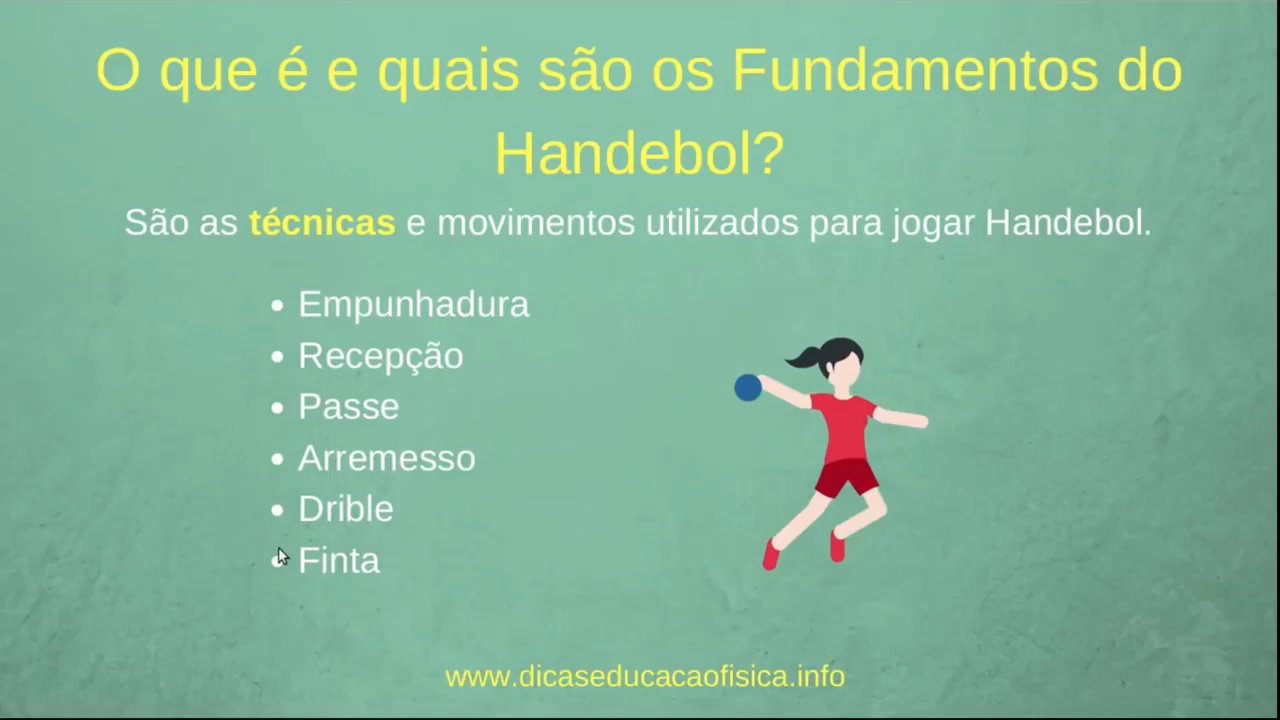 O que é e quais são os Fundamentos do
Handebol?
São as técnicas e movimentos utilizados para jogar Handebol.
Empunhadura
Recepção
Passe
Arremesso
Drible
Finta
www.dicaseducacaofisica.info